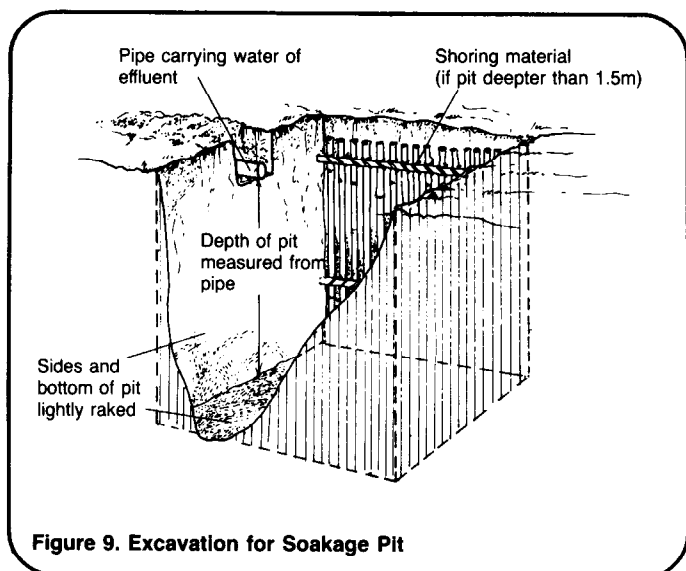 Pipe carrying water of
effluent
Shoring material
(if pit deepter than 1.5m)
Depth of pit
measured from
pipe
Sides and
bottom of pit
lightly raked
Figure 9. Excavation for Soakage Pit